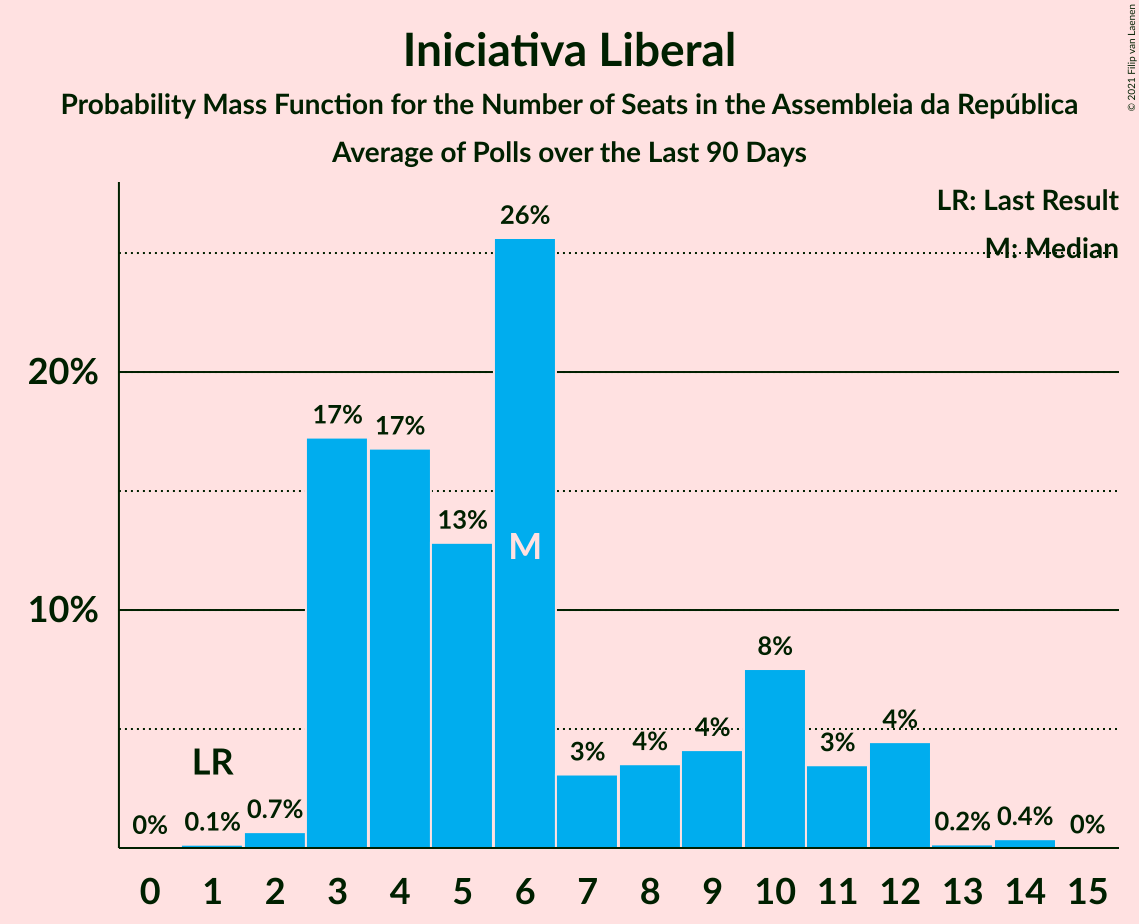 Iniciativa Liberal
Probability Mass Function for the Number of Seats in the Assembleia da República
Average of Polls over the Last 90 Days
© 2021 Filip van Laenen
LR: Last Result
M: Median
26%
20%
17%
17%
13%
M
10%
8%
4%
4%
4%
3%
3%
LR
0.7%
0.4%
0.1%
0.2%
0%
0%
0 1 2 3 4 5 6 7 8 9 10 11 12 13 14 15